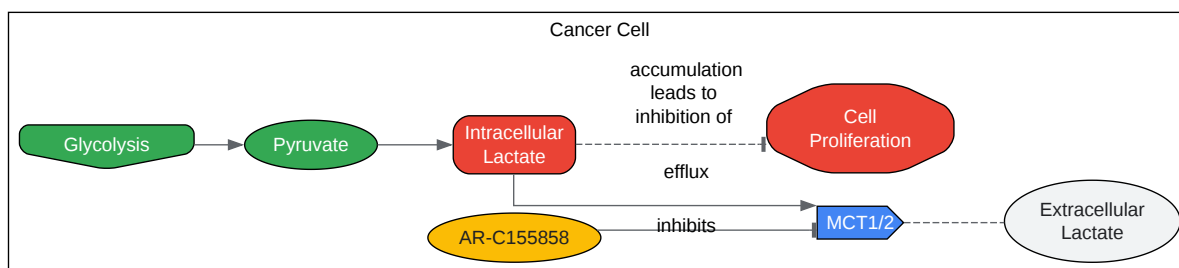 Cancer Cell
accumulation
leads to
inhibition of
Glycolysis
Pyruvate
Intracellular
Lactate
Cell
Proliferation
efflux
AR-C155858
inhibits
MCT1/2
Extracellular
Lactate